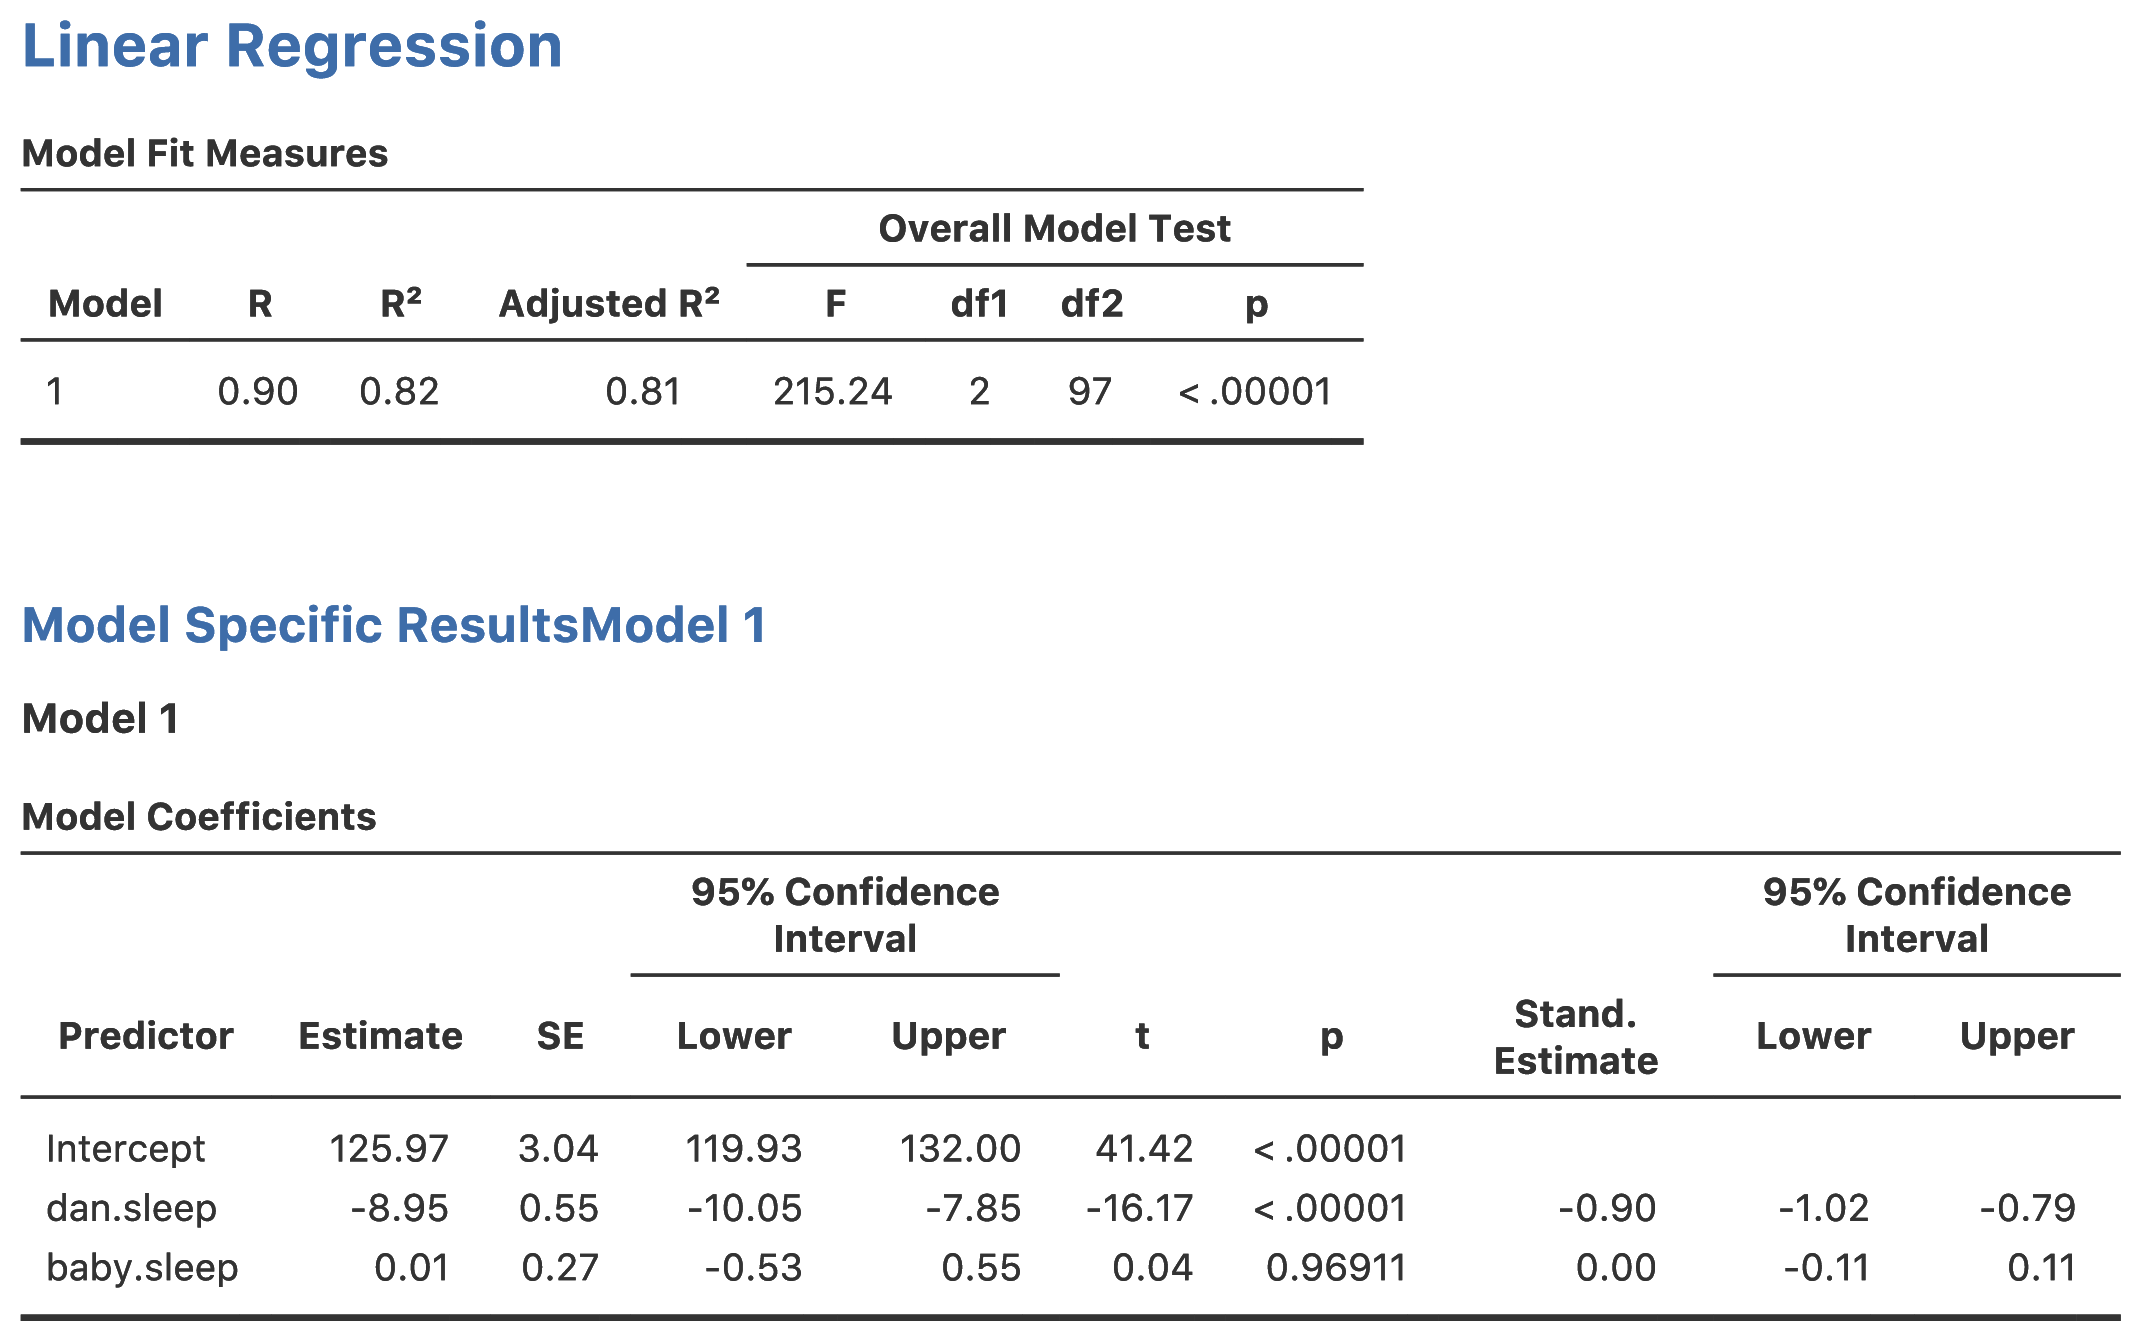 Linear Regression
Model Fit Measures
Overall Model Test
Model R R² Adjusted R² F df1 df2 p
1 0.90 0.82 0.81 215.24 2 97 < .00001
Model Specific ResultsModel 1
Model 1
Model Coefficients
95% Confidence Interval 95% Confidence Interval
Predictor Estimate SE Lower Upper t p Stand. Estimate Lower Upper
Intercept 125.97 3.04 119.93 132.00 41.42 < .00001
dan.sleep -8.95 0.55 -10.05 -7.85 -16.17 < .00001 -0.90 -1.02 -0.79
baby.sleep 0.01 0.27 -0.53 0.55 0.04 0.96911 0.00 -0.11 0.11